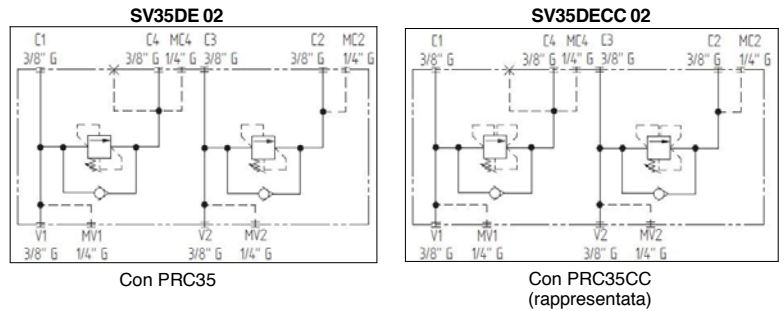 SV35DE 02
C1 C4 MC4 C3 C2 MC2
3/8" G 3/8" G 1/4" G 3/8" G 3/8" G 1/4" G
V1 MV1 V2 MV2
3/8" G 1/4" G 3/8" G 1/4" G
Con PRC35
SV35DECC 02
C1 C4 MC4 C3 C2 MC2
3/8" G 3/8" G 1/4" G 3/8" G 3/8" G 1/4" G
V1 MV1 V2 MV2
3/8" G 1/4" G 3/8" G 1/4" G
Con PRC35CC
(rappresentata)